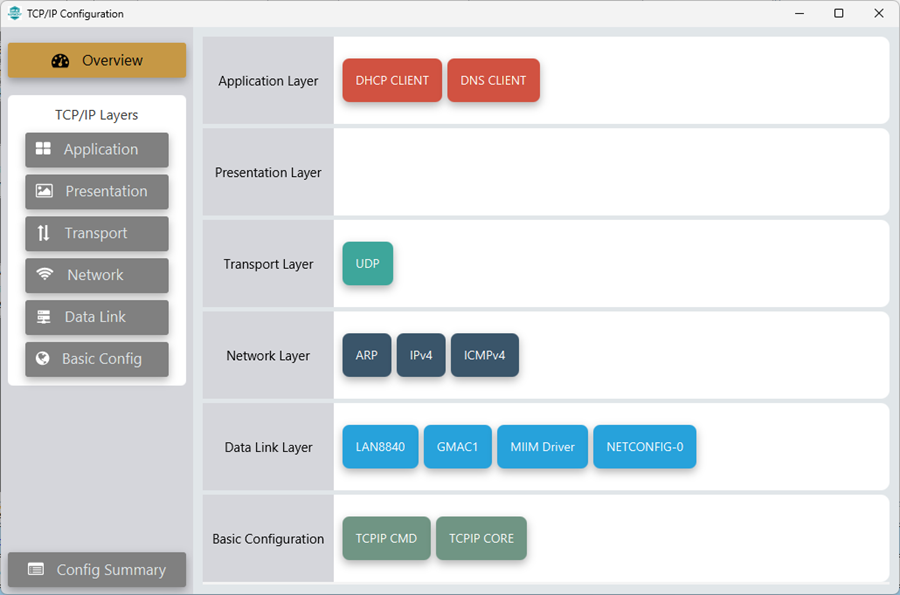 TCP/IP Configuration
Overview
TCP/IP Layers
Application
Presentation
Transport
Network
Data Link
Basic Config
Config Summary
Application Layer
DHCP CLIENT
DNS CLIENT
Presentation Layer
Transport Layer
UDP
Network Layer
ARP
IPv4
ICMPv4
Data Link Layer
LAN8840
GMAC1
MIIM Driver
NETCONFIG-0
Basic Configuration
TCPIP CMD
TCPIP CORE